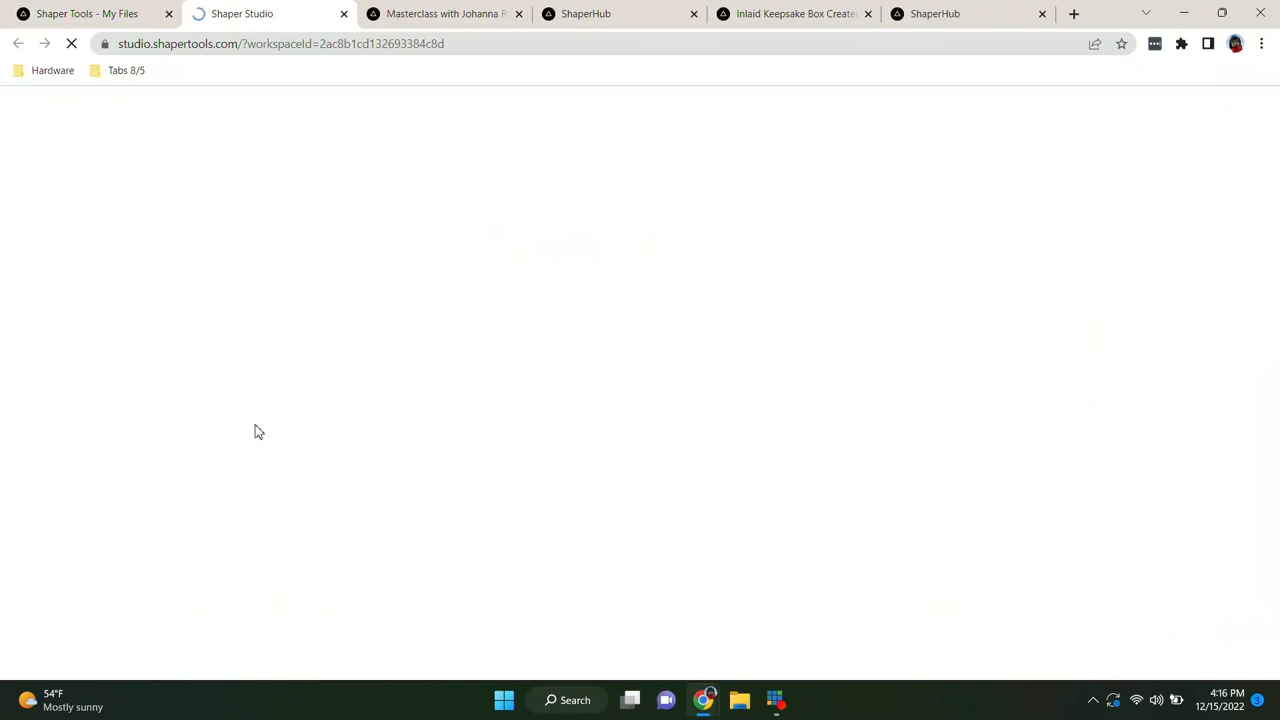 Shaper Tools - My Files
Shaper Studio
Masterclass with Johanna R
ShaperHub
Inlaid Keepsake Box Create
ShaperHub
studio.shapertools.com/?workspaceId=2ac8b1cd132693384c8d
Hardware
Tabs 8/5
54°F
Mostly sunny
Search
4:16 PM
12/15/2022
3